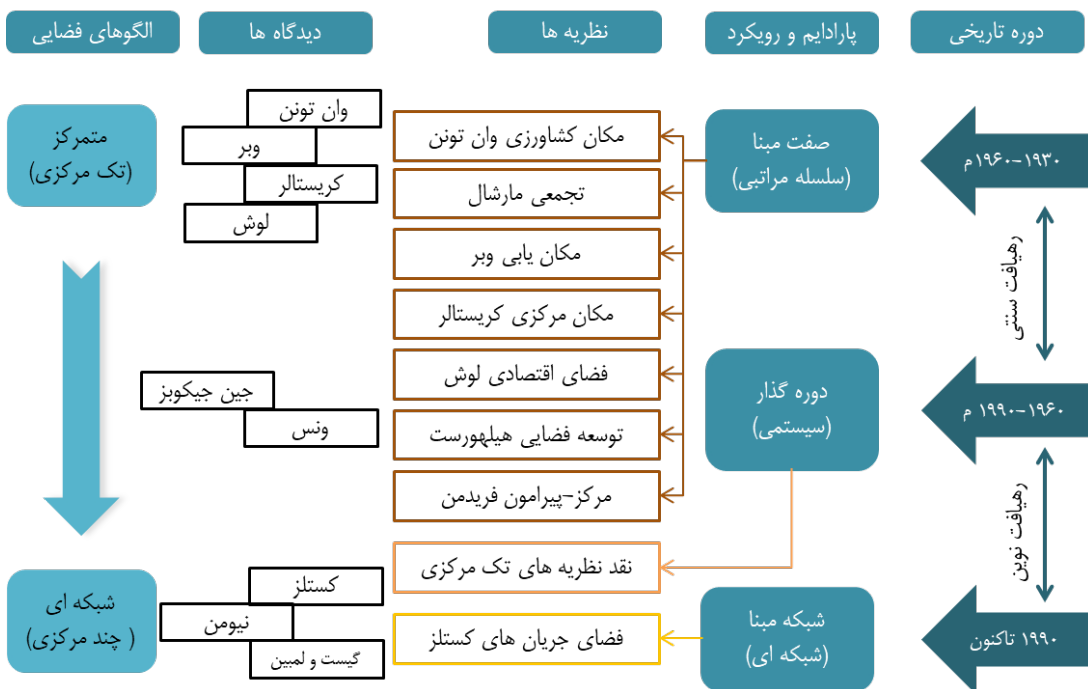 دوره تاریخی
پارادایم و رویکرد
نظریه ها
دیدگاه ها
الگوهای فضایی
۱۹۳۰-۱۹۶۰م
رهیافت سنتی
۱۹۶۰-۱۹۹۰ م
رهیافت نوین
۱۹۹۰ تاکنون
صفت مبنا
(سلسله مراتبی)
دوره گذار
(سیستمی)
شبکه مبنا
(شبکه ای)
مکان کشاورزی وان تونن
تجمعی مارشال
مکان یابی وبر
مکان مرکزی کریستالر
فضای اقتصادی لوش
توسعه فضایی هیلهورست
مرکز-پیرامون فریدمن
نقد نظریه های تک مرکزی
فضای جریان های کستلز
وان تونن
وبر
کریستالر
لوش
جین جیکوبز
ونس
کستلز
نیومن
گیست و لمبین
متمرکز
(تک مرکزی)
شبکه ای
( چند مرکزی)